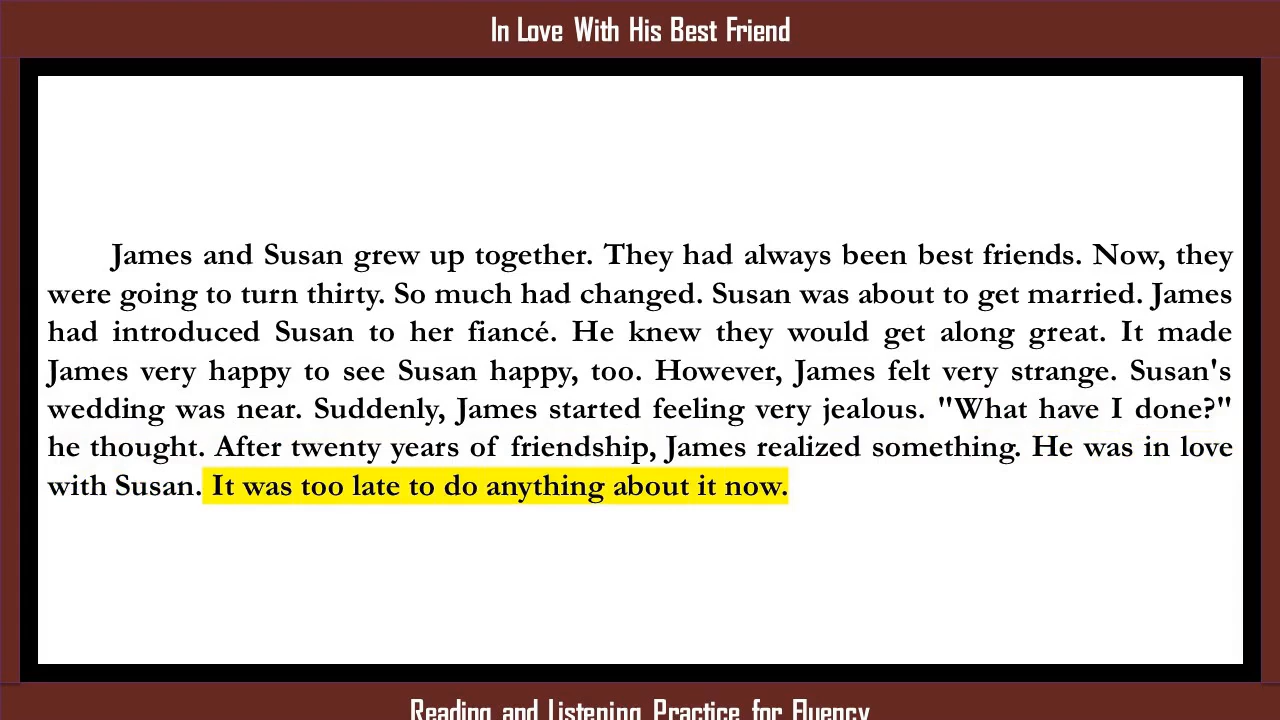 In Love With His Best Friend
James and Susan grew up together. They had always been best friends. Now, they
were going to turn thirty. So much had changed. Susan was about to get married. James
had introduced Susan to her fiancé. He knew they would get along great. It made
James very happy to see Susan happy, too. However, James felt very strange. Susan's
wedding was near. Suddenly, James started feeling very jealous. "What have I done?"
he thought. After twenty years of friendship, James realized something. He was in love
with Susan. It was too late to do anything about it now.
Reading and Listening Practice for Fluency